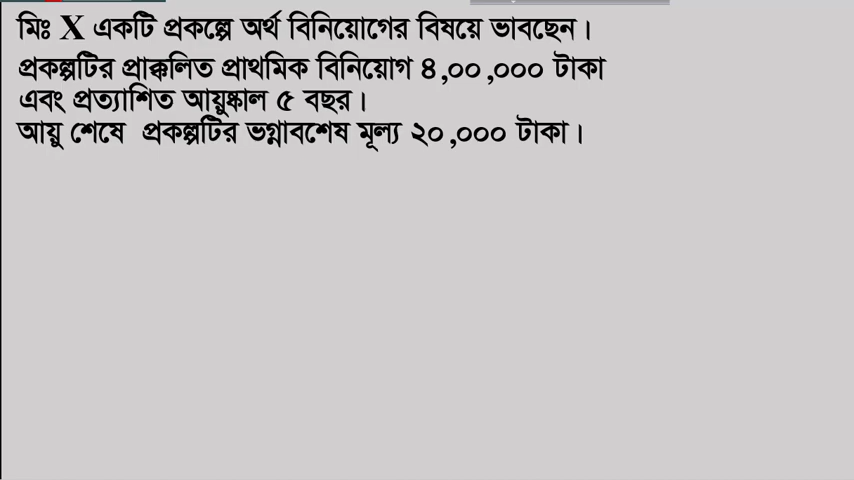 মিঃ X একটি প্রকল্পে অর্থ বিনিয়োগের বিষয়ে ভাবছেন।
প্রকল্পটির প্রাক্কলিত প্রাথমিক বিনিয়োগ ৪,০০,০০০ টাকা
এবং প্রত্যাশিত আয়ুষ্কাল ৫ বছর।
আয়ু শেষে প্রকল্পটির ভগ্নাবশেষ মূল্য ২০,০০০ টাকা।